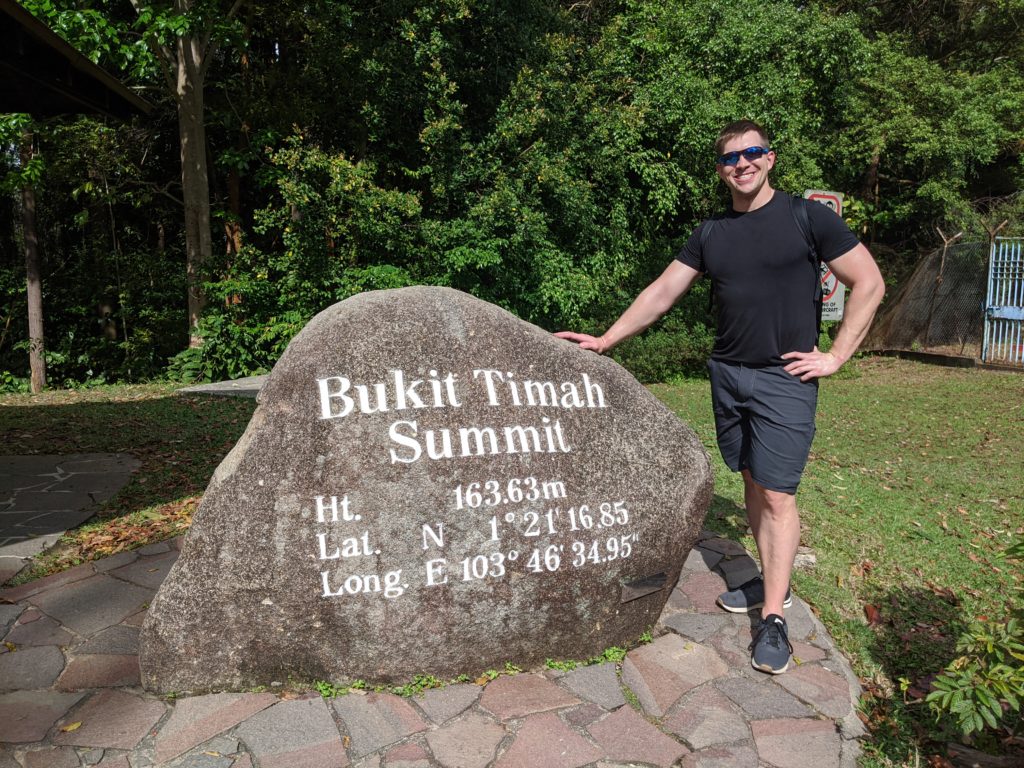 Bukit Timah
Summit
Ht. 163.63m
Lat. N 1° 21' 16.85
Long. E 103° 46' 34.95"